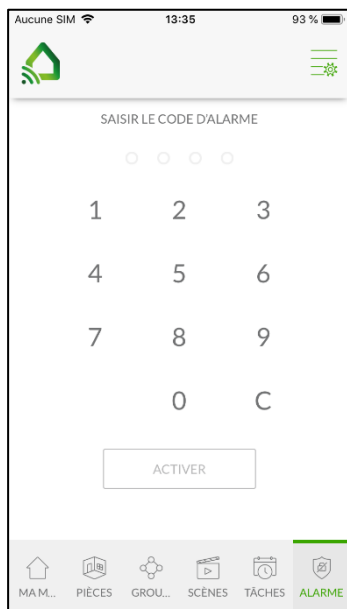 Aucune SIM 13:35 93 %
SAISIR LE CODE D'ALARME
1 2 3
4 5 6
7 8 9
0 C
ACTIVER
MA M... PIÈCES GROU... SCÈNES TÂCHES ALARME